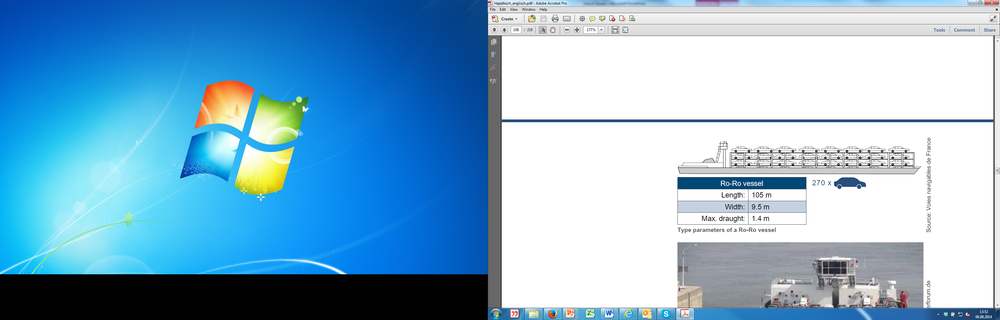 Handbuch_englisch.pdf - Adobe Acrobat Pro
File Edit View Window Help
Create
108 / 218
177%
Tools Comment Share
Ro-Ro vessel
Length: 105 m
Width: 9.5 m
Max. draught: 1.4 m
270 x
Type parameters of a Ro-Ro vessel
Source: Voies navigables de France
erforum.de
13:52
06.08.2014